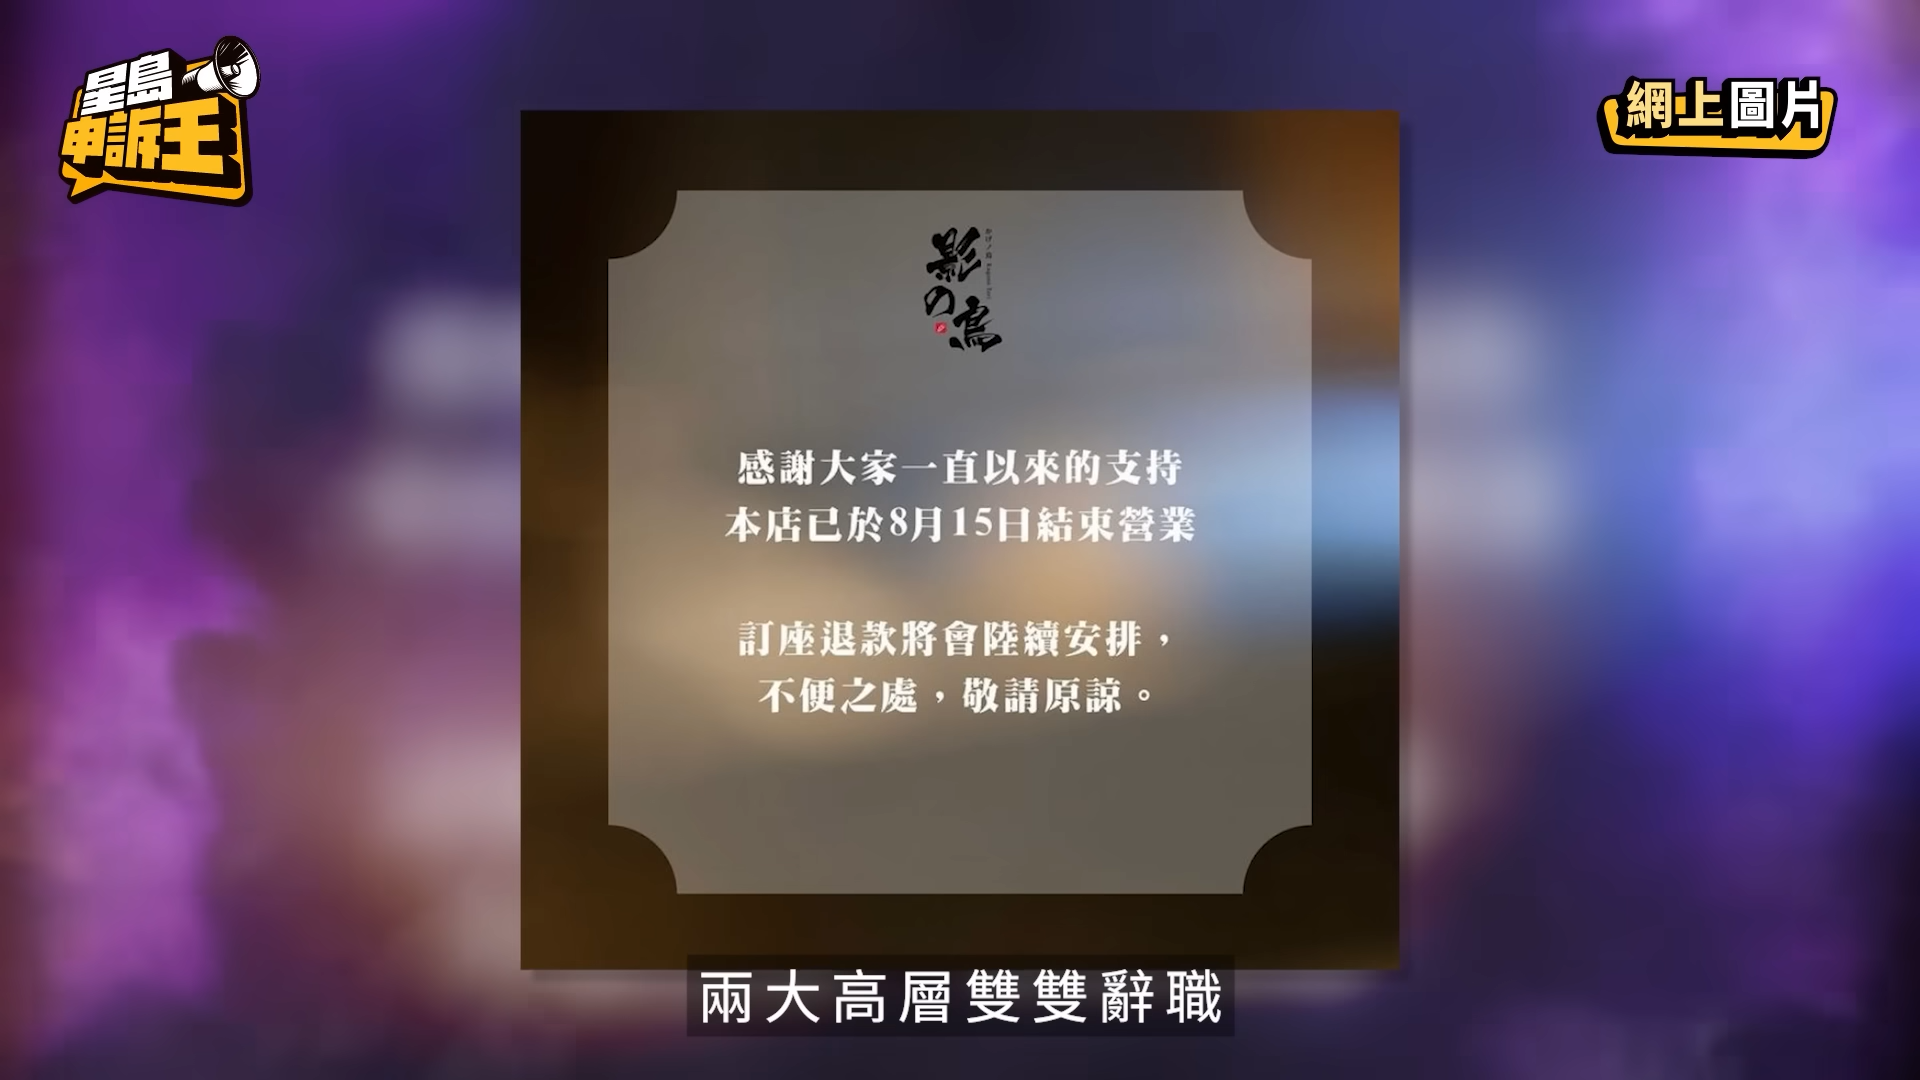 星島
申訴王
網上圖片
影の鳥
感謝大家一直以來的支持
本店已於8月15日結束營業
訂座退款將會陸續安排，
不便之處，敬請原諒。
兩大高層雙雙辭職